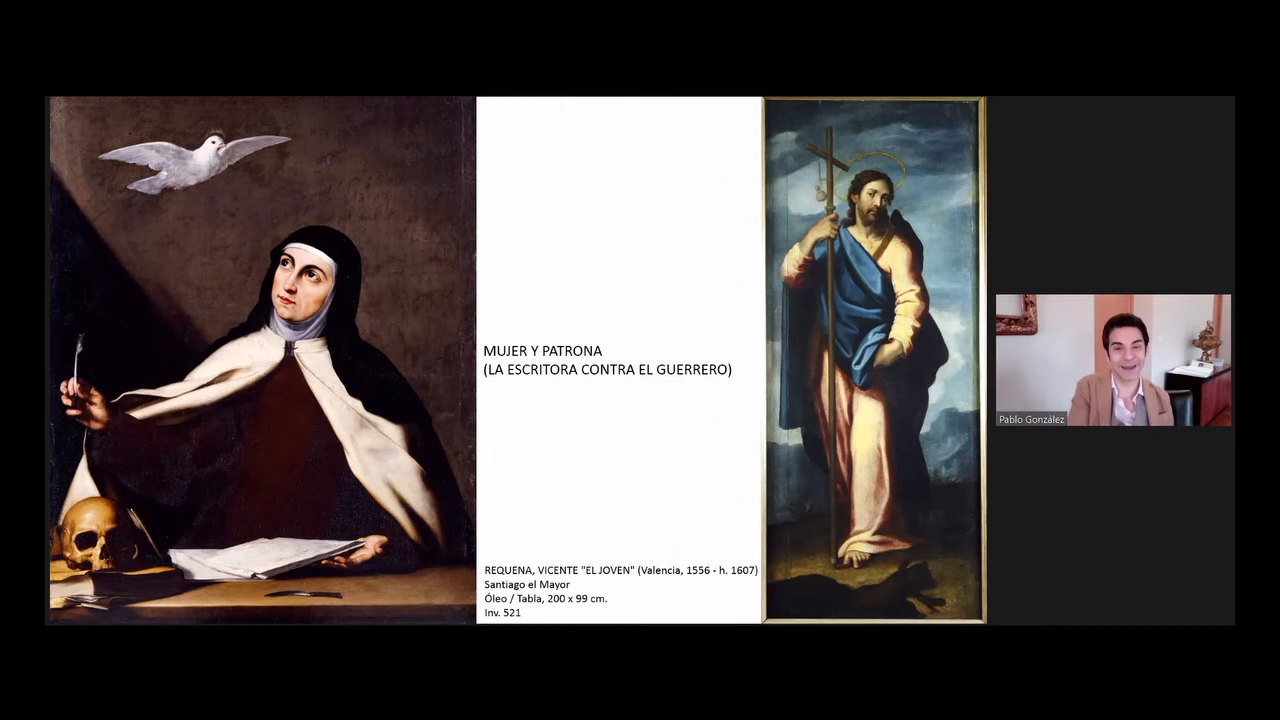 MUJER Y PATRONA
(LA ESCRITORA CONTRA EL GUERRERO)
REQUENA, VICENTE "EL JOVEN" (Valencia, 1556 - h. 1607)
Santiago el Mayor
Óleo / Tabla, 200 x 99 cm.
Inv. 521
Pablo González